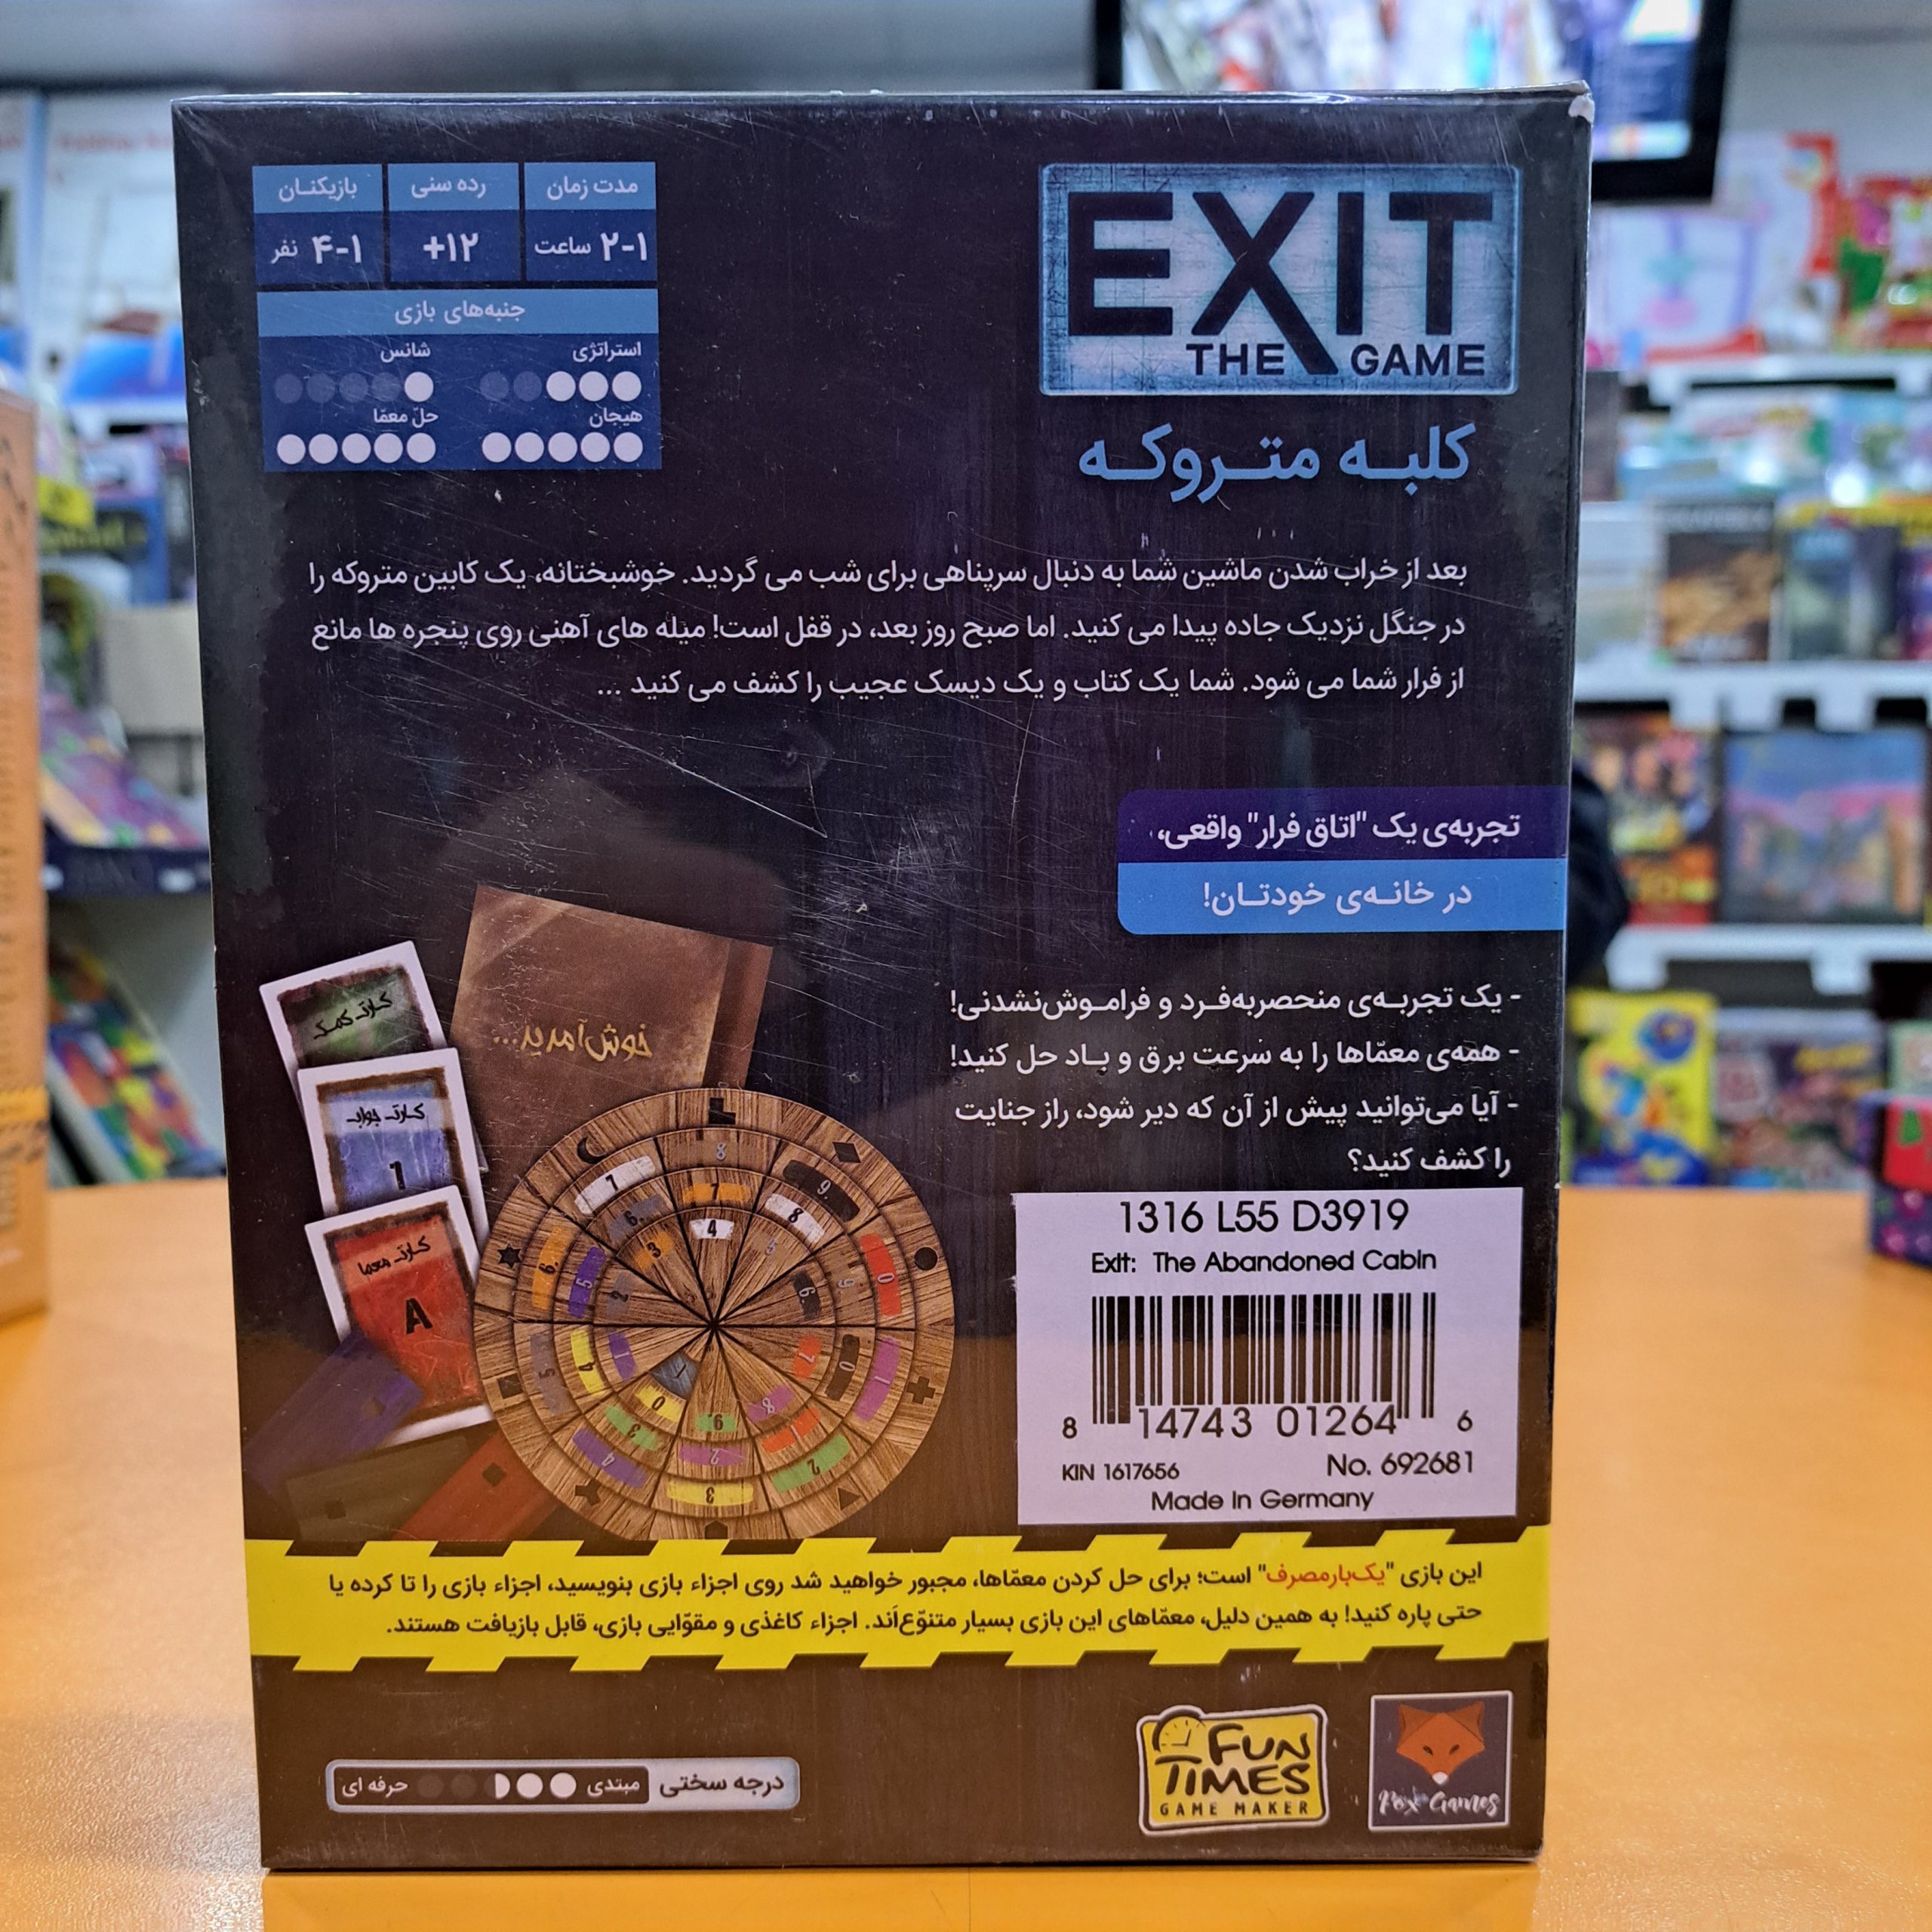 EXIT
THE GAME
کلبه متروکه
مدت زمان
۲-۱ ساعت
رده سنی
+۱۲
بازیکنان
۴-۱ نفر
جنبه‌های بازی
استراتژی
شانس
هیجان
حلّ معمّا
بعد از خراب شدن ماشین شما به دنبال سرپناهی برای شب می گردید. خوشبختانه، یک کابین متروکه را
در جنگل نزدیک جاده پیدا می کنید. اما صبح روز بعد، در قفل است! میله های آهنی روی پنجره ها مانع
از فرار شما می شود. شما یک کتاب و یک دیسک عجیب را کشف می کنید ...
تجربه‌ی یک "اتاق فرار" واقعی،
در خانه‌ی خودتان!
- یک تجربه‌ی منحصربه‌فرد و فراموش‌نشدنی!
- همه‌ی معمّاها را به سرعت برق و باد حل کنید!
- آیا می‌توانید پیش از آن که دیر شود، راز جنایت
را کشف کنید؟
خوش آمدید...
کارت کمک
کارت جواب
1
کارت معما
A
1316 L55 D3919
Exit: The Abandoned Cabin
8 14743 01264 6
KIN 1617656 No. 692681
Made in Germany
این بازی "یک‌بارمصرف" است؛ برای حل کردن معمّاها، مجبور خواهید شد روی اجزاء بازی بنویسید، اجزاء بازی را تا کرده یا
حتی پاره کنید! به همین دلیل، معمّاهای این بازی بسیار متنوّع‌اَند. اجزاء کاغذی و مقوّایی بازی، قابل بازیافت هستند.
درجه سختی مبتدی حرفه ای
FUN
TIMES
GAME MAKER
Fox Games